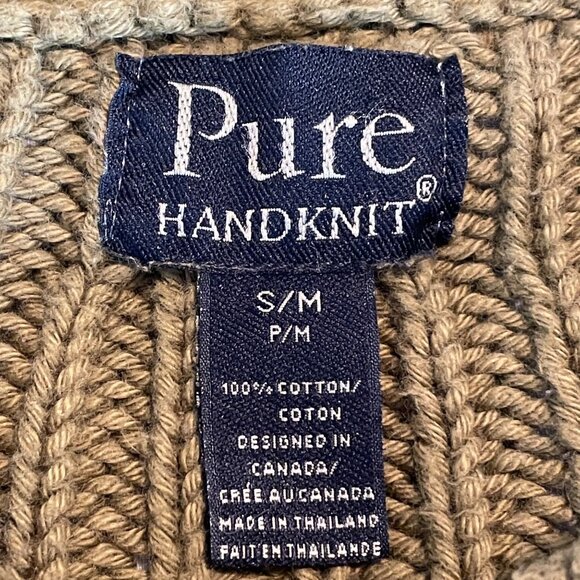 Pure
HANDKNIT®
S/M
P/M
100% COTTON/
COTON
DESIGNED IN
CANADA/
CRÉE AU CANADA
MADE IN THAILAND
FAIT EN THAILANDE